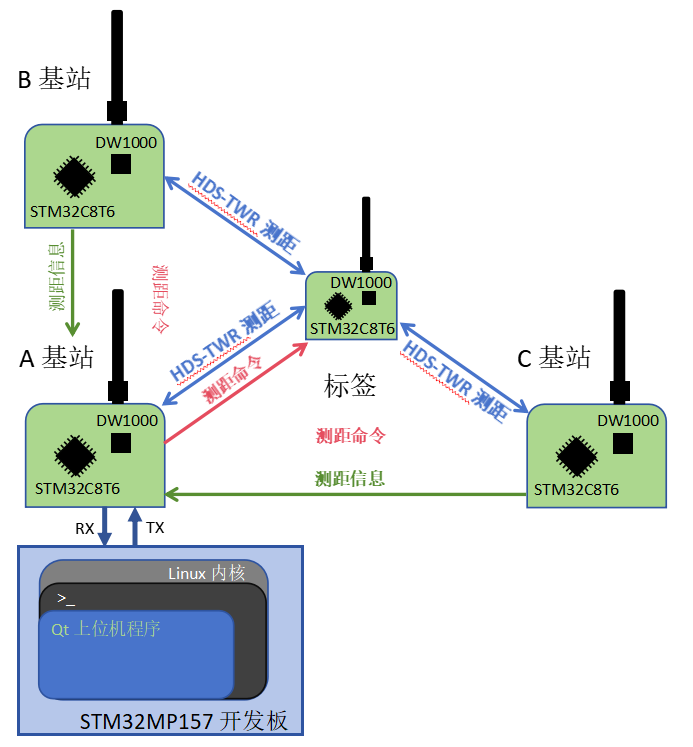 B 基站
DW1000
STM32C8T6
HDS-TWR 测距
测距信息
测距命令
DW1000
STM32C8T6
标签
A 基站
DW1000
STM32C8T6
HDS-TWR 测距
测距命令
HDS-TWR 测距
C 基站
DW1000
STM32C8T6
测距命令
测距信息
RX
TX
Linux 内核
>_
Qt 上位机程序
STM32MP157 开发板